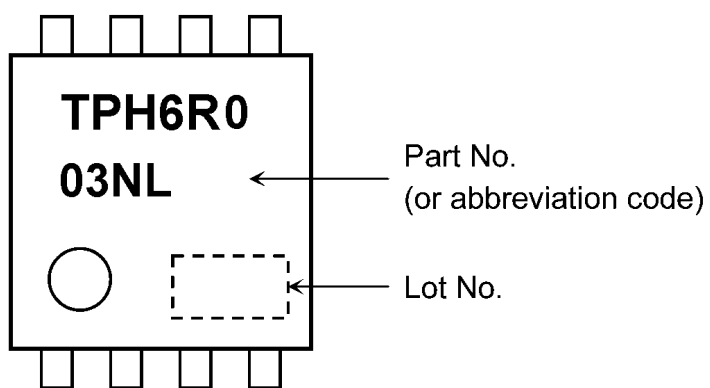 TPH6R0
03NL
Part No.
(or abbreviation code)
Lot No.